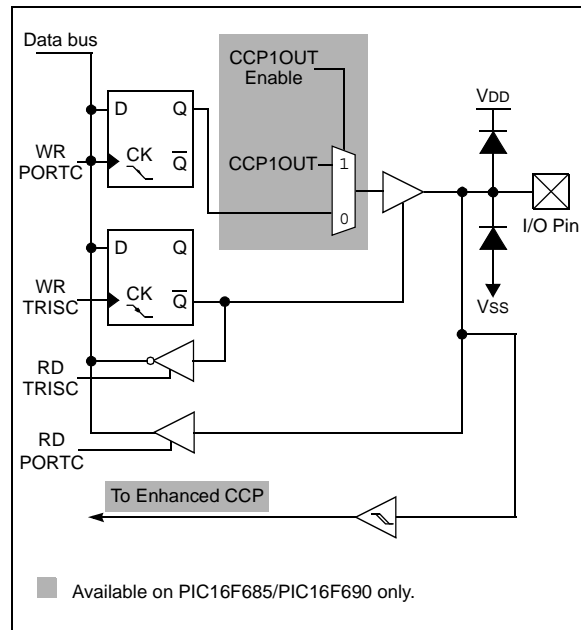 Data bus
CCP1OUT
Enable
VDD
D Q
WR
PORTC
CK
Q
CCP1OUT
1
0
I/O Pin
D Q
WR
TRISC
CK
Q
VSS
RD
TRISC
RD
PORTC
To Enhanced CCP
Available on PIC16F685/PIC16F690 only.